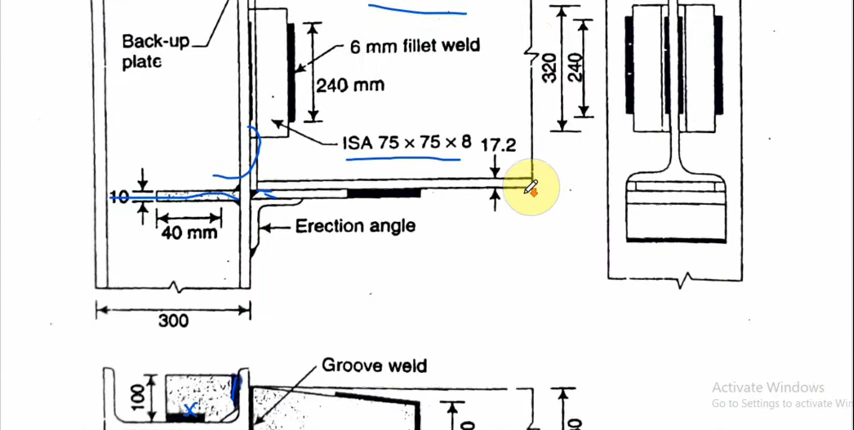 Back-up
plate
6 mm fillet weld
240 mm
320
240
ISA 75 × 75 × 8
17.2
10
40 mm
Erection angle
300
Groove weld
100
Activate Windows
Go to Settings to activate